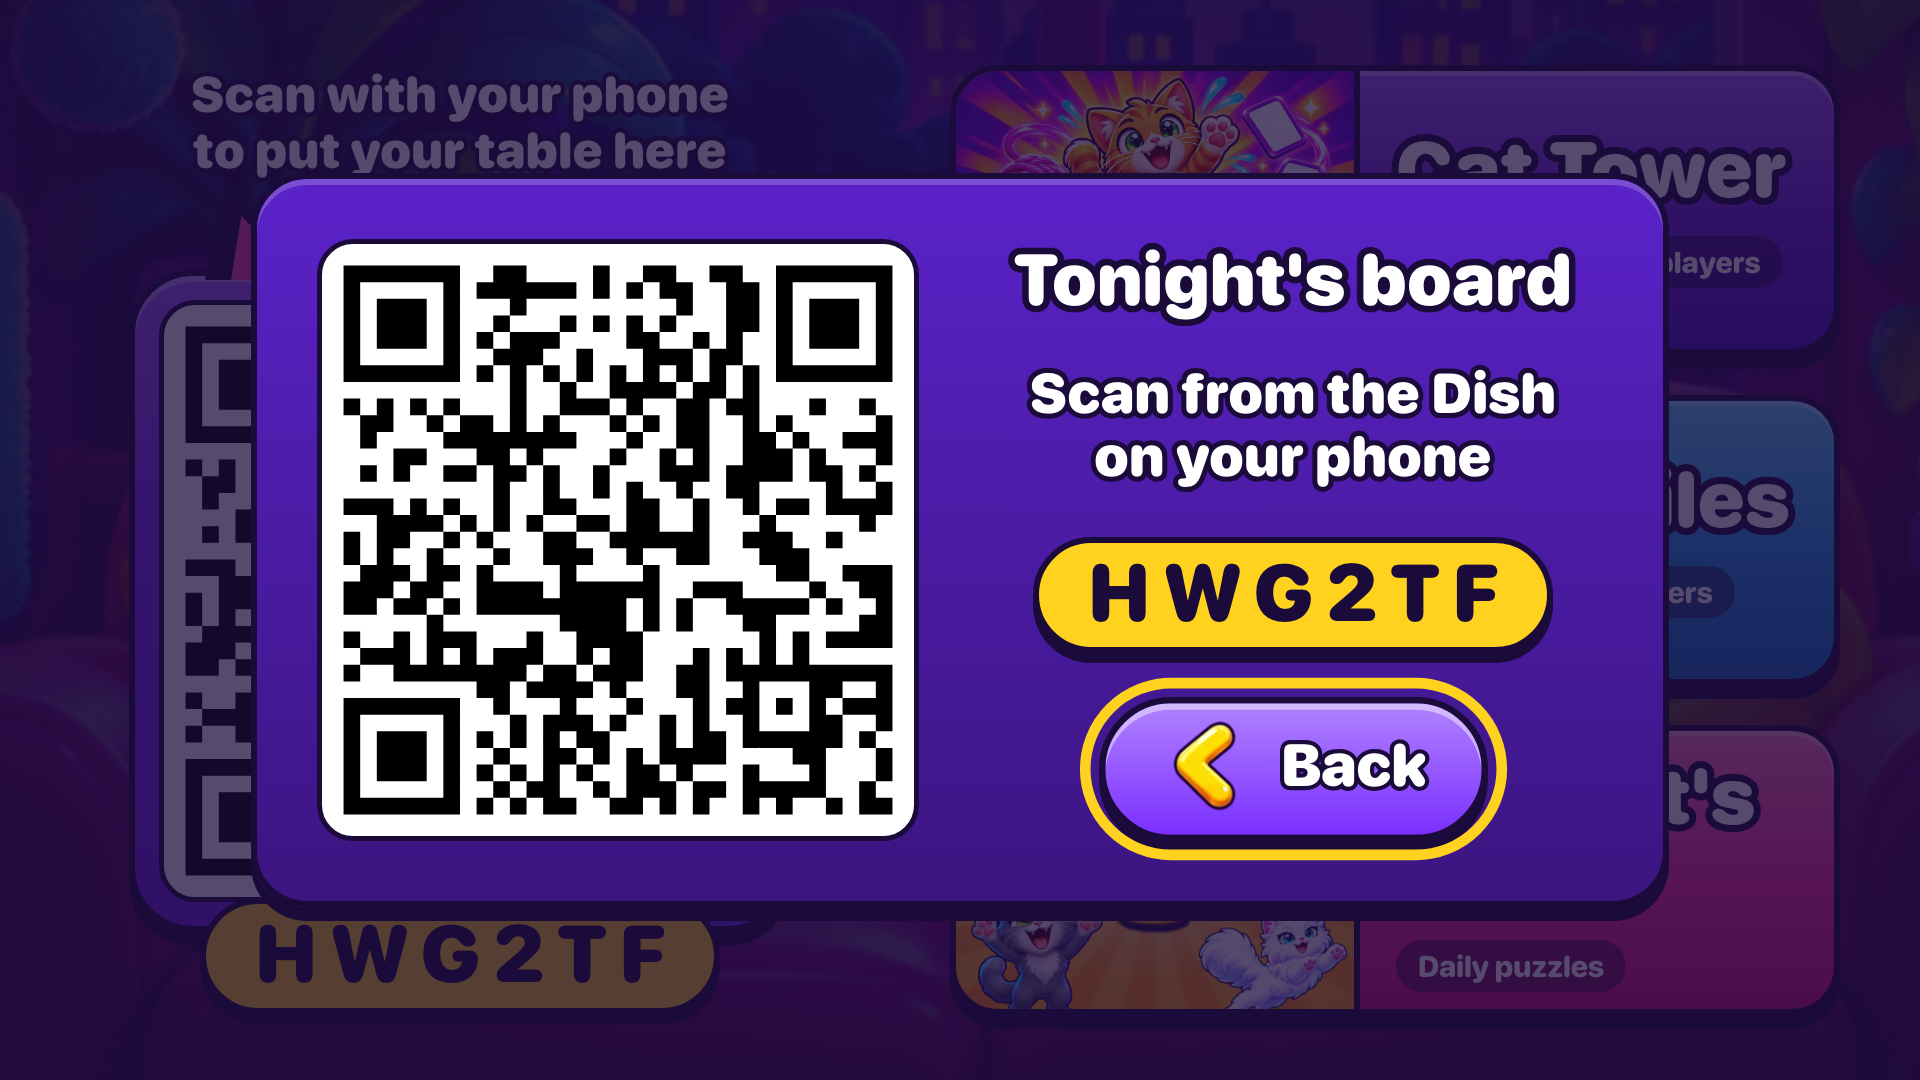 Scan with your phone
to put your table here
Cat Tower
players
Tonight's board
Scan from the Dish
on your phone
HWG2TF
Back
HWG2TF
Daily puzzles